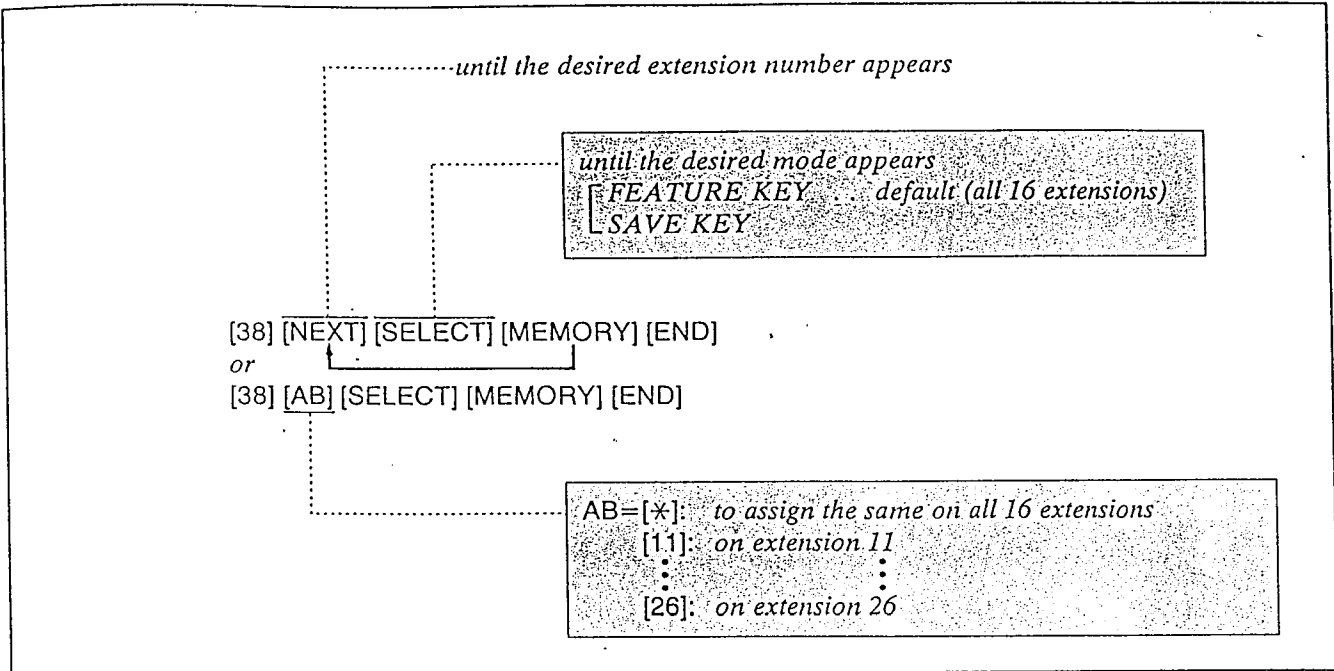 until the desired extension number appears
until the desired mode appears
FEATURE KEY . . default (all 16 extensions)
SAVE KEY
[38] [NEXT] [SELECT] [MEMORY] [END]
or
[38] [AB] [SELECT] [MEMORY] [END]
AB=[*]: to assign the same on all 16 extensions
[11]: on extension 11
[26]: on extension 26